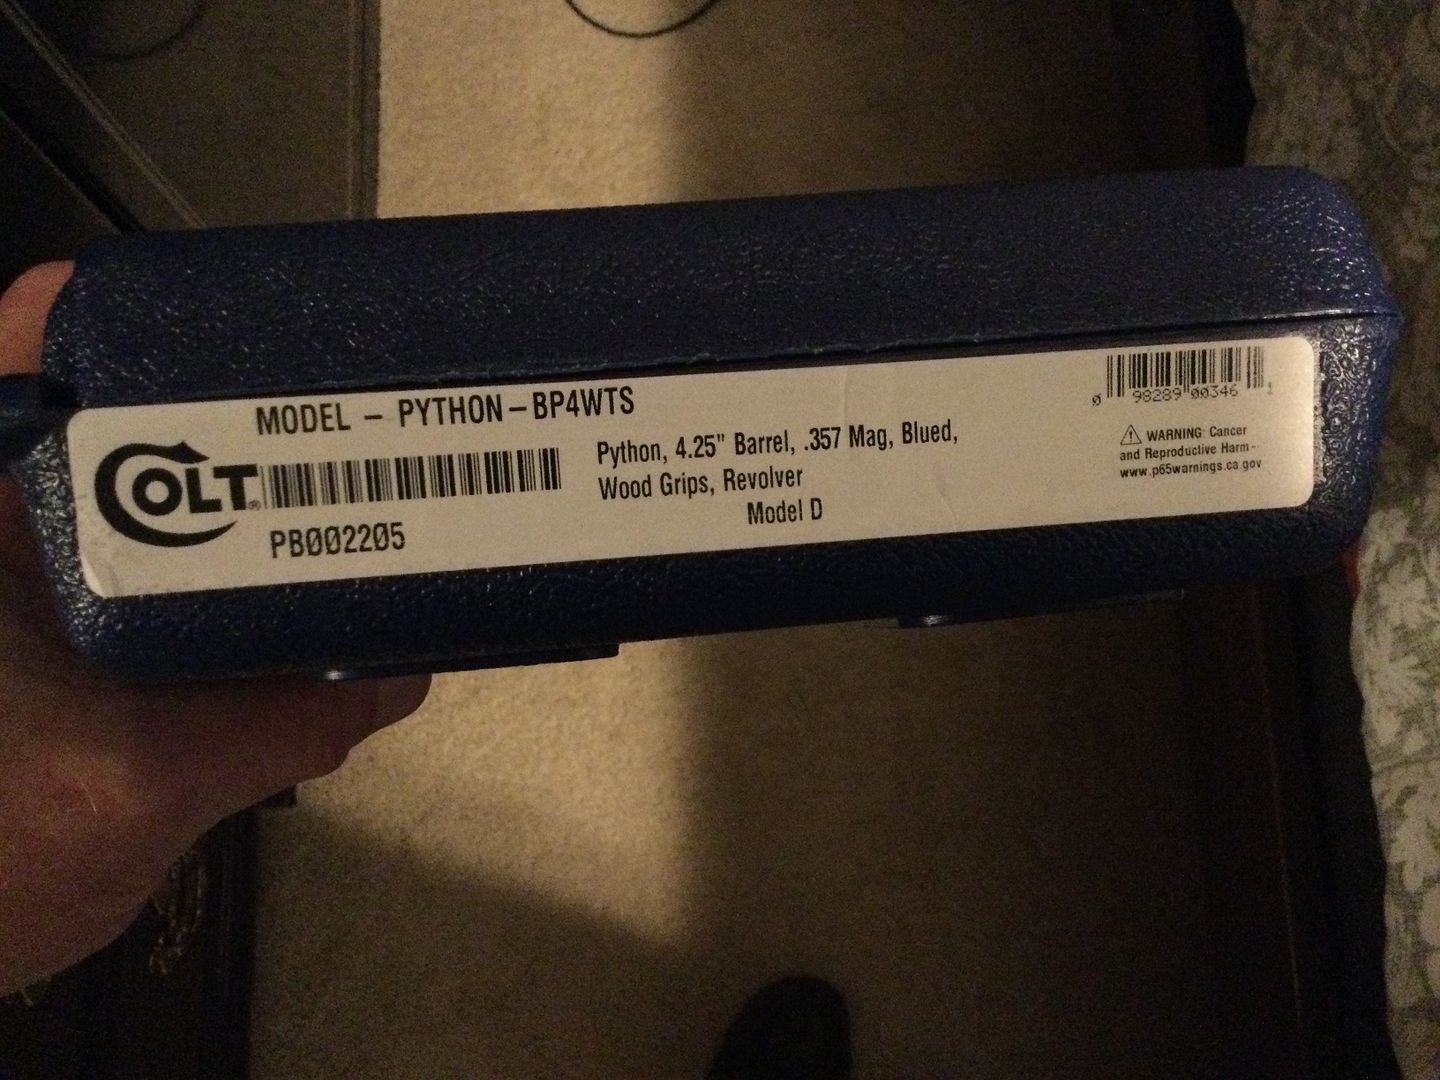 MODEL - PYTHON-BP4WTS
COLT®
PB002205
Python, 4.25" Barrel, .357 Mag, Blued,
Wood Grips, Revolver
Model D
0 98289 00346 1
⚠ WARNING: Cancer
and Reproductive Harm-
www.p65warnings.ca.gov